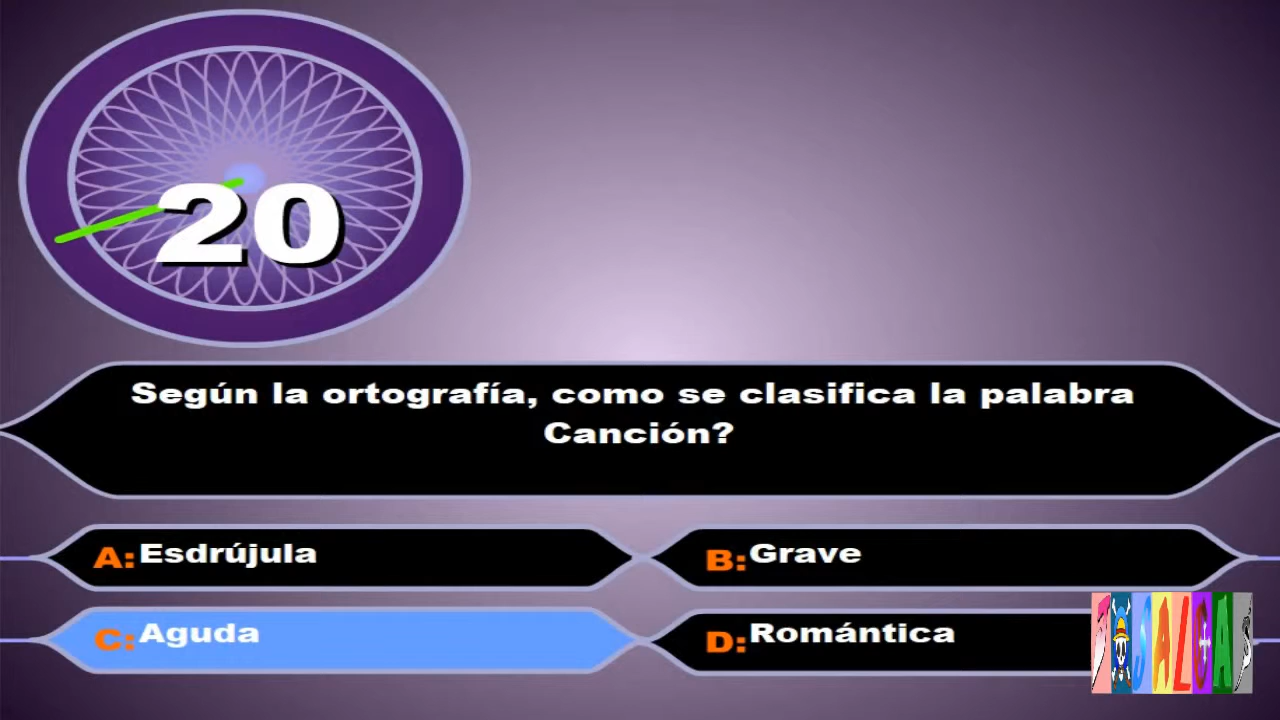 20
Según la ortografía, como se clasifica la palabra
Canción?
A: Esdrújula
B: Grave
C: Aguda
D: Romántica